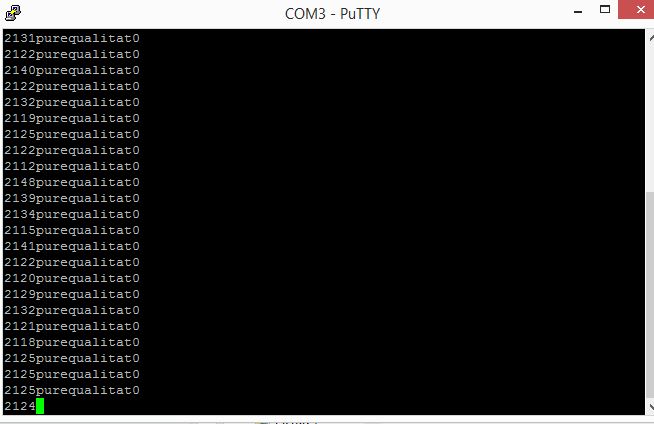 COM3 - PuTTY
2131purequalitat0
2122purequalitat0
2140purequalitat0
2122purequalitat0
2132purequalitat0
2119purequalitat0
2125purequalitat0
2122purequalitat0
2112purequalitat0
2148purequalitat0
2139purequalitat0
2134purequalitat0
2115purequalitat0
2141purequalitat0
2122purequalitat0
2120purequalitat0
2129purequalitat0
2132purequalitat0
2121purequalitat0
2118purequalitat0
2125purequalitat0
2125purequalitat0
2125purequalitat0
2124